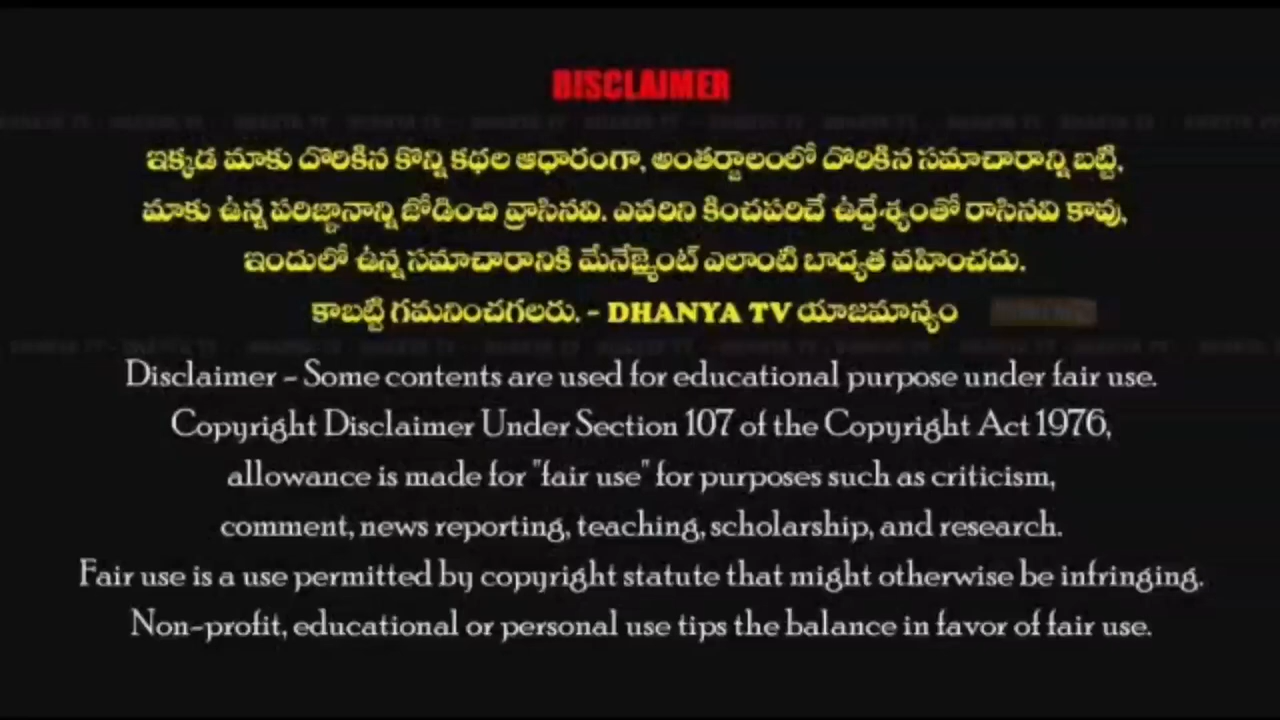 DISCLAIMER
ఇక్కడ మాకు దొరికిన కొన్ని కథల ఆధారంగా, అంతర్జాలంలో దొరికిన సమాచారాన్ని బట్టి,
మాకు ఉన్న పరిజ్ఞానాన్ని జోడించి వ్రాసినవి. ఎవరిని కించపరిచే ఉద్దేశ్యంతో రాసినవి కావు,
ఇందులో ఉన్న సమాచారానికి మేనేజ్మెంట్ ఎలాంటి బాద్యత వహించదు.
కాబట్టి గమనించగలరు. - DHANYA TV యాజమాన్యం
Disclaimer - Some contents are used for educational purpose under fair use.
Copyright Disclaimer Under Section 107 of the Copyright Act 1976,
allowance is made for "fair use" for purposes such as criticism,
comment, news reporting, teaching, scholarship, and research.
Fair use is a use permitted by copyright statute that might otherwise be infringing.
Non-profit, educational or personal use tips the balance in favor of fair use.